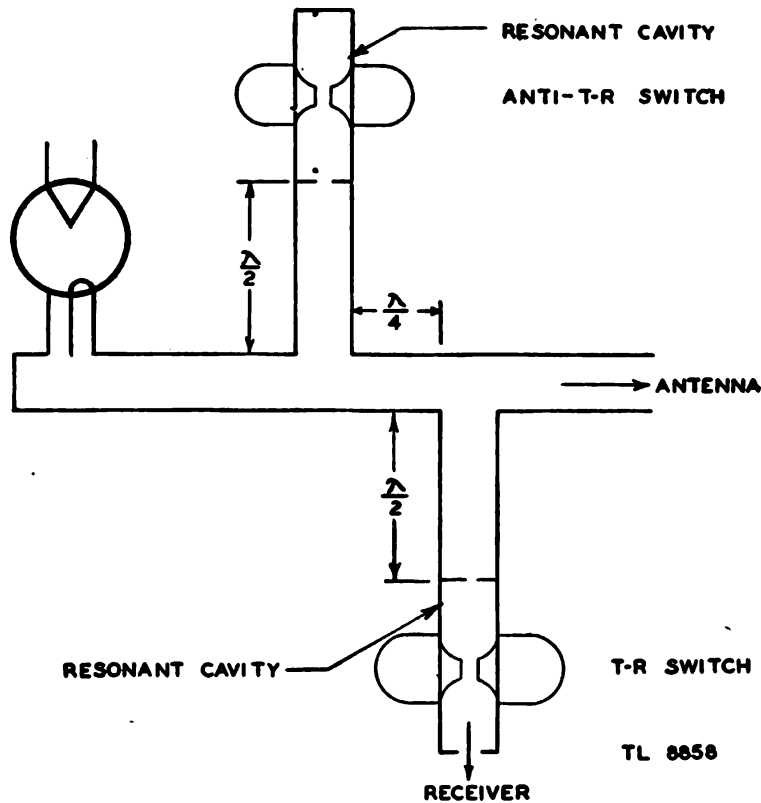 RESONANT CAVITY
ANTI-T-R SWITCH
λ/2
λ/4
ANTENNA
λ/2
RESONANT CAVITY
T-R SWITCH
TL 8858
RECEIVER